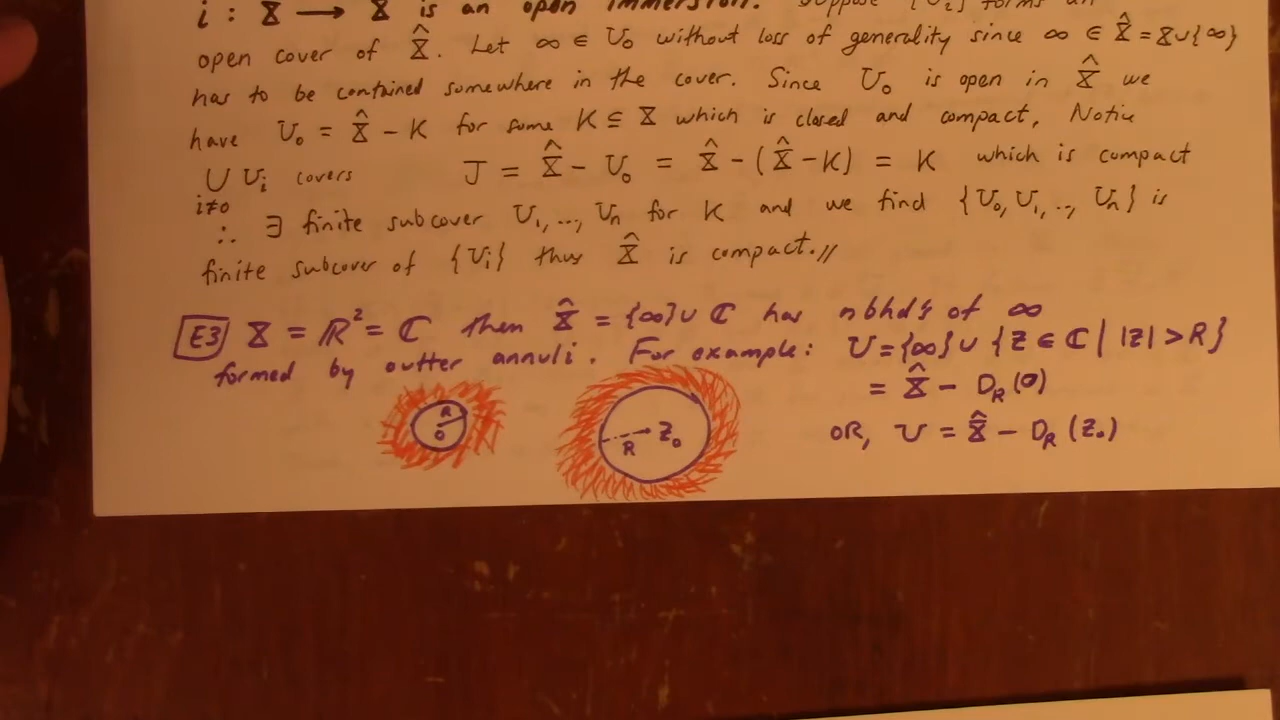 i : X → X̂ is an open immersion. Suppose {U_i} forms an
open cover of X̂. Let ∞ ∈ U₀ without loss of generality since ∞ ∈ X̂ = X∪{∞}
has to be contained somewhere in the cover. Since U₀ is open in X̂ we
have U₀ = X̂ - K for some K ⊆ X which is closed and compact, Notice
⋃_{i≠0} U_i covers J = X̂ - U₀ = X̂ - (X̂ - K) = K which is compact
∴ ∃ finite subcover U₁, ..., Uₙ for K and we find {U₀, U₁, .., Uₙ} is
finite subcover of {U_i} thus X̂ is compact.//
E3 X = R² = ℂ then X̂ = {∞} ∪ ℂ has nbhd's of ∞
formed by outter annuli. For example: U = {∞} ∪ {z ∈ ℂ | |z| > R}
= X̂ - D_R(0)
OR, U = X̂ - D_R(z₀)
R
0
R
z₀